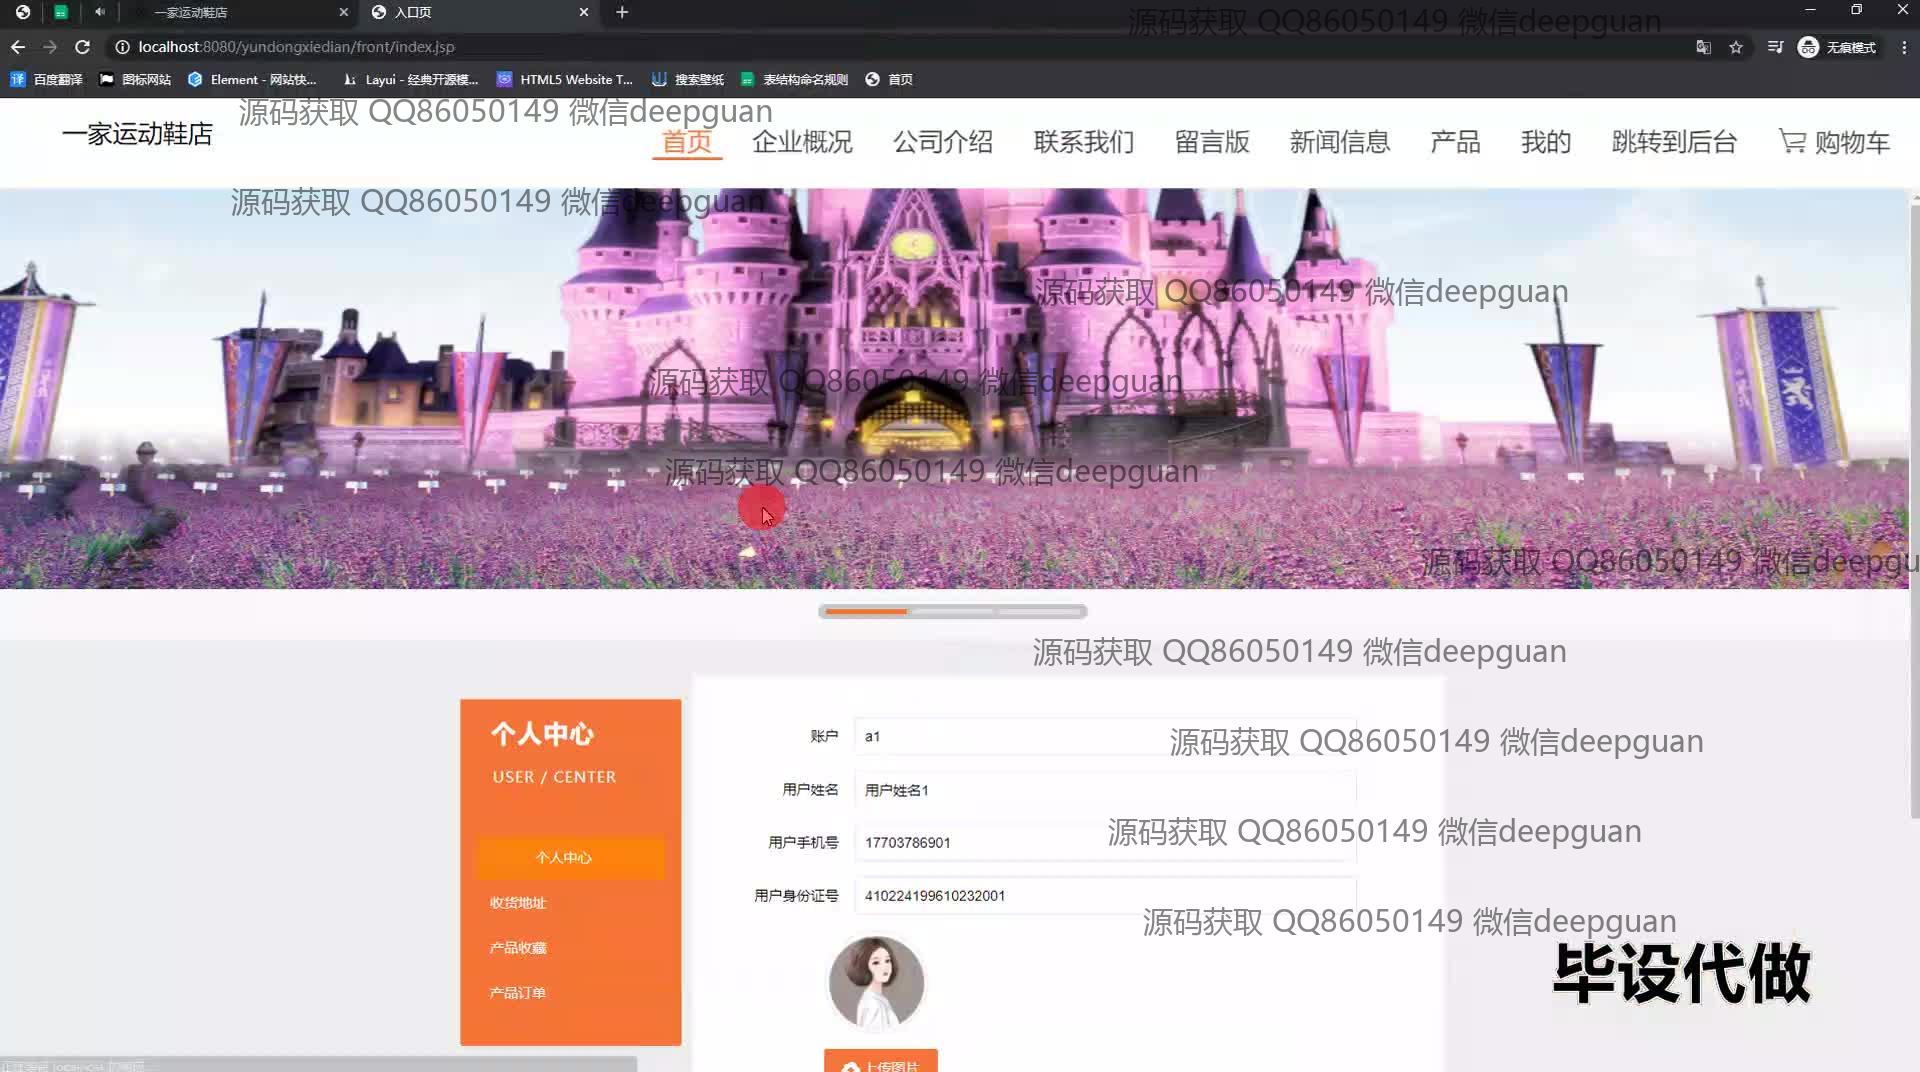 一家运动鞋店
入口页
localhost:8080/yundongxiedian/front/index.jsp
无痕模式
译 百度翻译
图标网站
Element - 网站快...
Layui - 经典开源模...
HTML5 Website T...
搜索壁纸
表结构命名规则
首页
源码获取 QQ86050149 微信deepguan
源码获取 QQ86050149 微信deepguan
一家运动鞋店
首页
企业概况
公司介绍
联系我们
留言版
新闻信息
产品
我的
跳转到后台
购物车
源码获取 QQ86050149 微信deepguan
源码获取 QQ86050149 微信deepguan
源码获取 QQ86050149 微信deepguan
源码获取 QQ86050149 微信deepguan
源码获取 QQ86050149 微信deepgu
源码获取 QQ86050149 微信deepguan
个人中心
USER / CENTER
个人中心
收货地址
产品收藏
产品订单
账户
a1
源码获取 QQ86050149 微信deepguan
用户姓名
用户姓名1
用户手机号
17703786901
源码获取 QQ86050149 微信deepguan
用户身份证号
410224199610232001
源码获取 QQ86050149 微信deepguan
毕设代做
上传图片